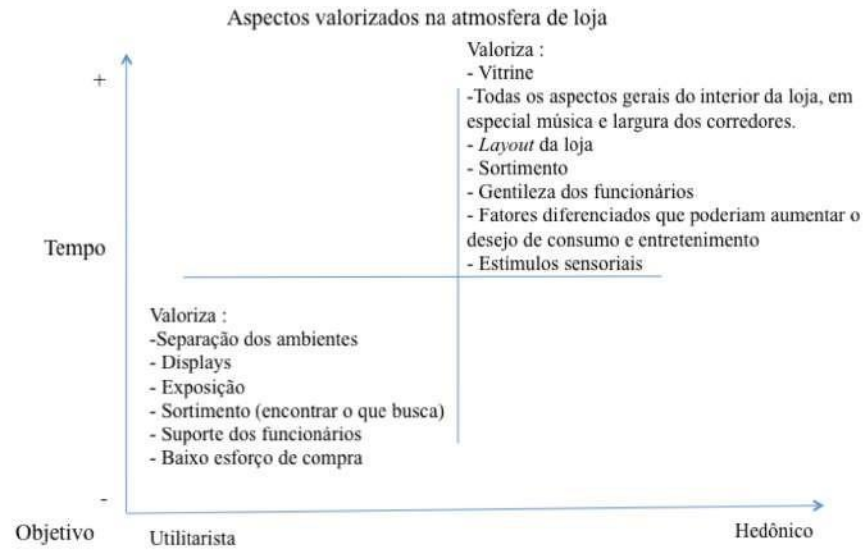 Aspectos valorizados na atmosfera de loja
+
Valoriza :
- Vitrine
-Todas os aspectos gerais do interior da loja, em
especial música e largura dos corredores.
- Layout da loja
- Sortimento
- Gentileza dos funcionários
- Fatores diferenciados que poderiam aumentar o
desejo de consumo e entretenimento
- Estímulos sensoriais
Tempo
Valoriza :
-Separação dos ambientes
- Displays
- Exposição
- Sortimento (encontrar o que busca)
- Suporte dos funcionários
- Baixo esforço de compra
-
Objetivo
Utilitarista
Hedônico